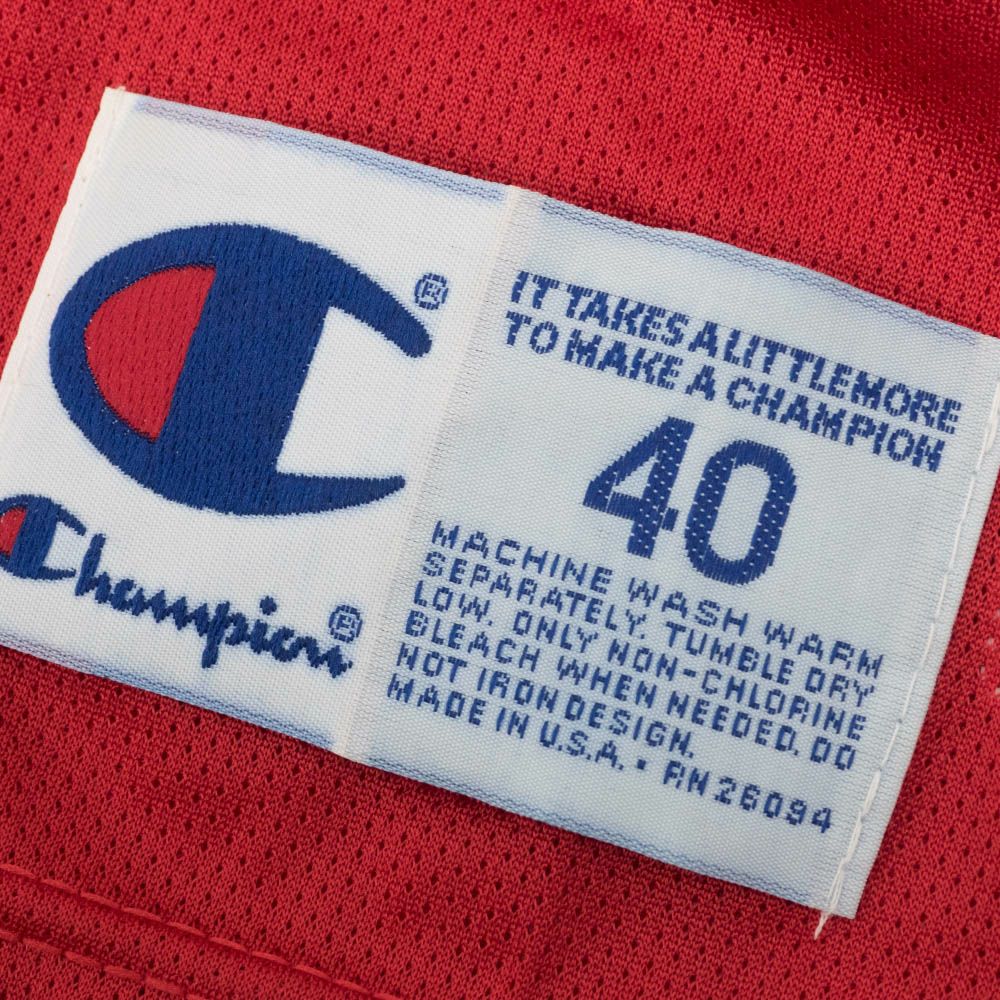 ®
Champion®
IT TAKES A LITTLE MORE
TO MAKE A CHAMPION
40
MACHINE WASH WARM
SEPARATELY. TUMBLE DRY
LOW. ONLY NON-CHLORINE
BLEACH WHEN NEEDED. DO
NOT IRON DESIGN.
MADE IN U.S.A. • RN 26094